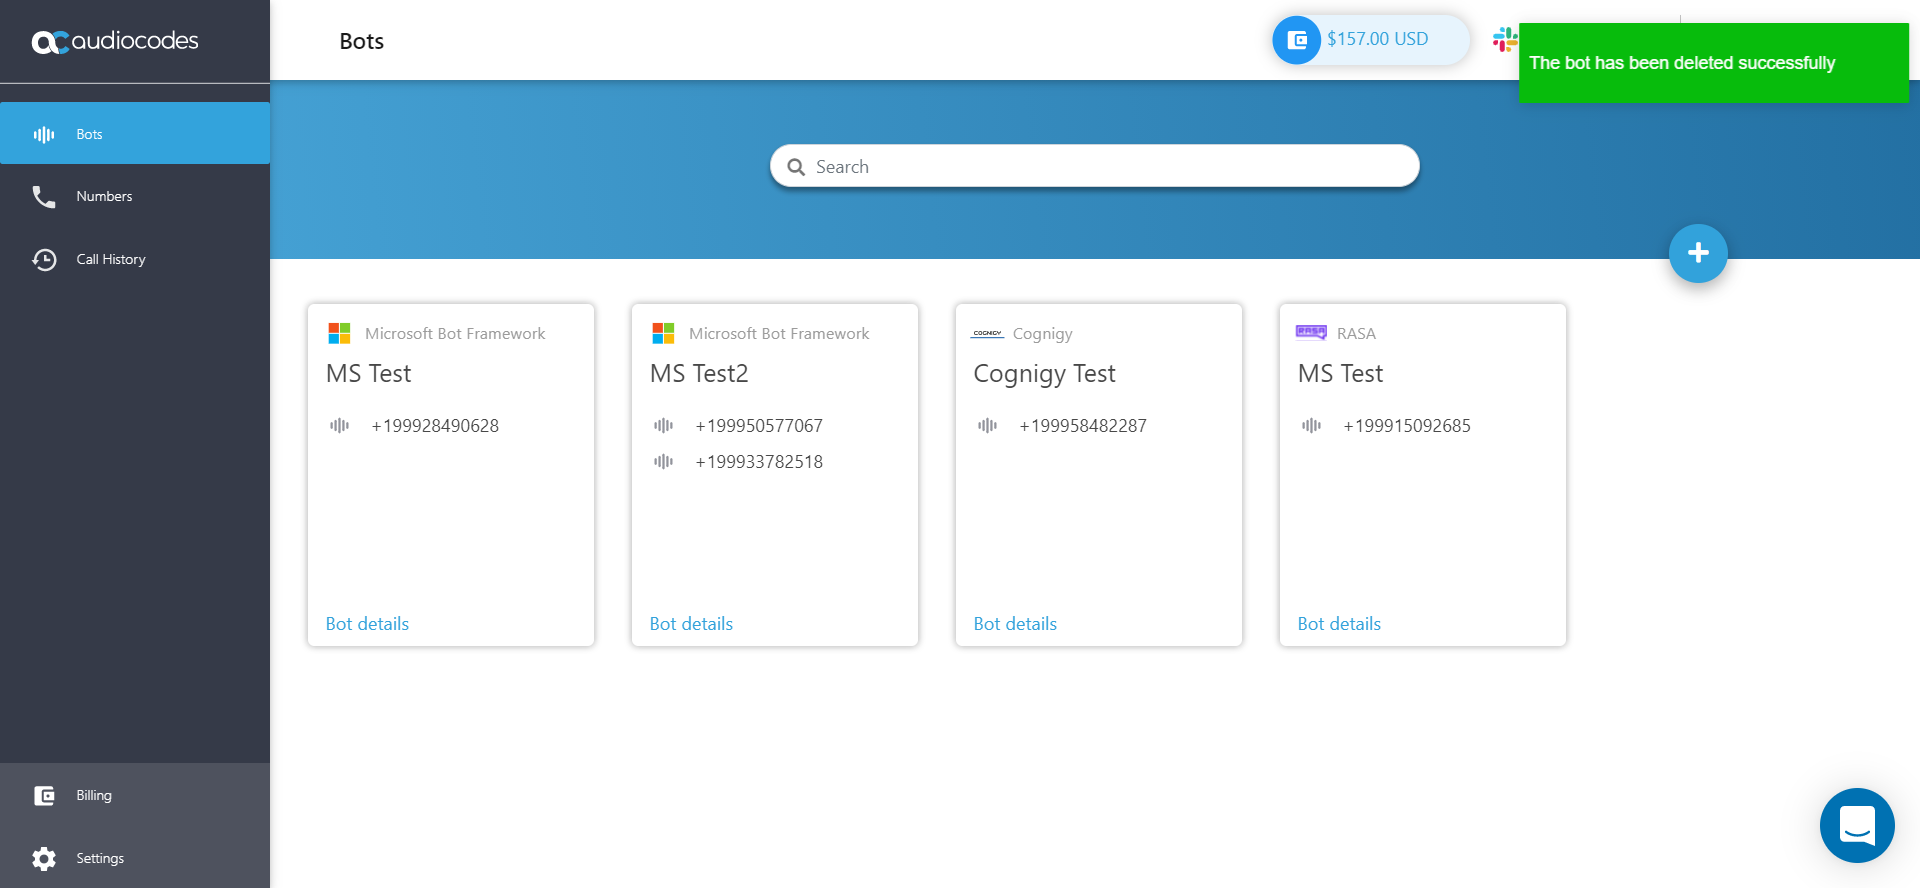 audiocodes
Bots
$157.00 USD
The bot has been deleted successfully
Bots
Numbers
Call History
Billing
Settings
Search
Microsoft Bot Framework
MS Test
+199928490628
Bot details
Microsoft Bot Framework
MS Test2
+199950577067
+199933782518
Bot details
COGNIGY
Cognigy
Cognigy Test
+199958482287
Bot details
RASA
RASA
MS Test
+199915092685
Bot details